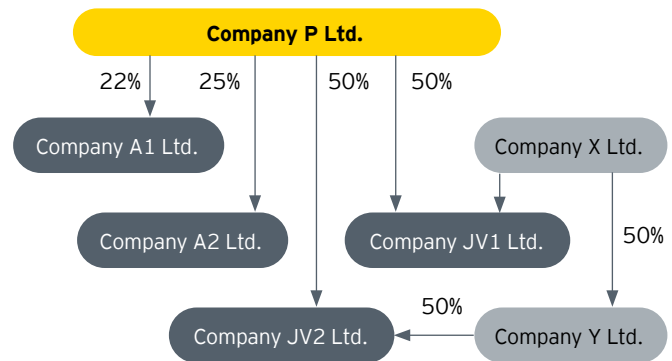 Company P Ltd.
22%
25%
50%
50%
Company A1 Ltd.
Company X Ltd.
Company A2 Ltd.
Company JV1 Ltd.
50%
50%
Company JV2 Ltd.
Company Y Ltd.